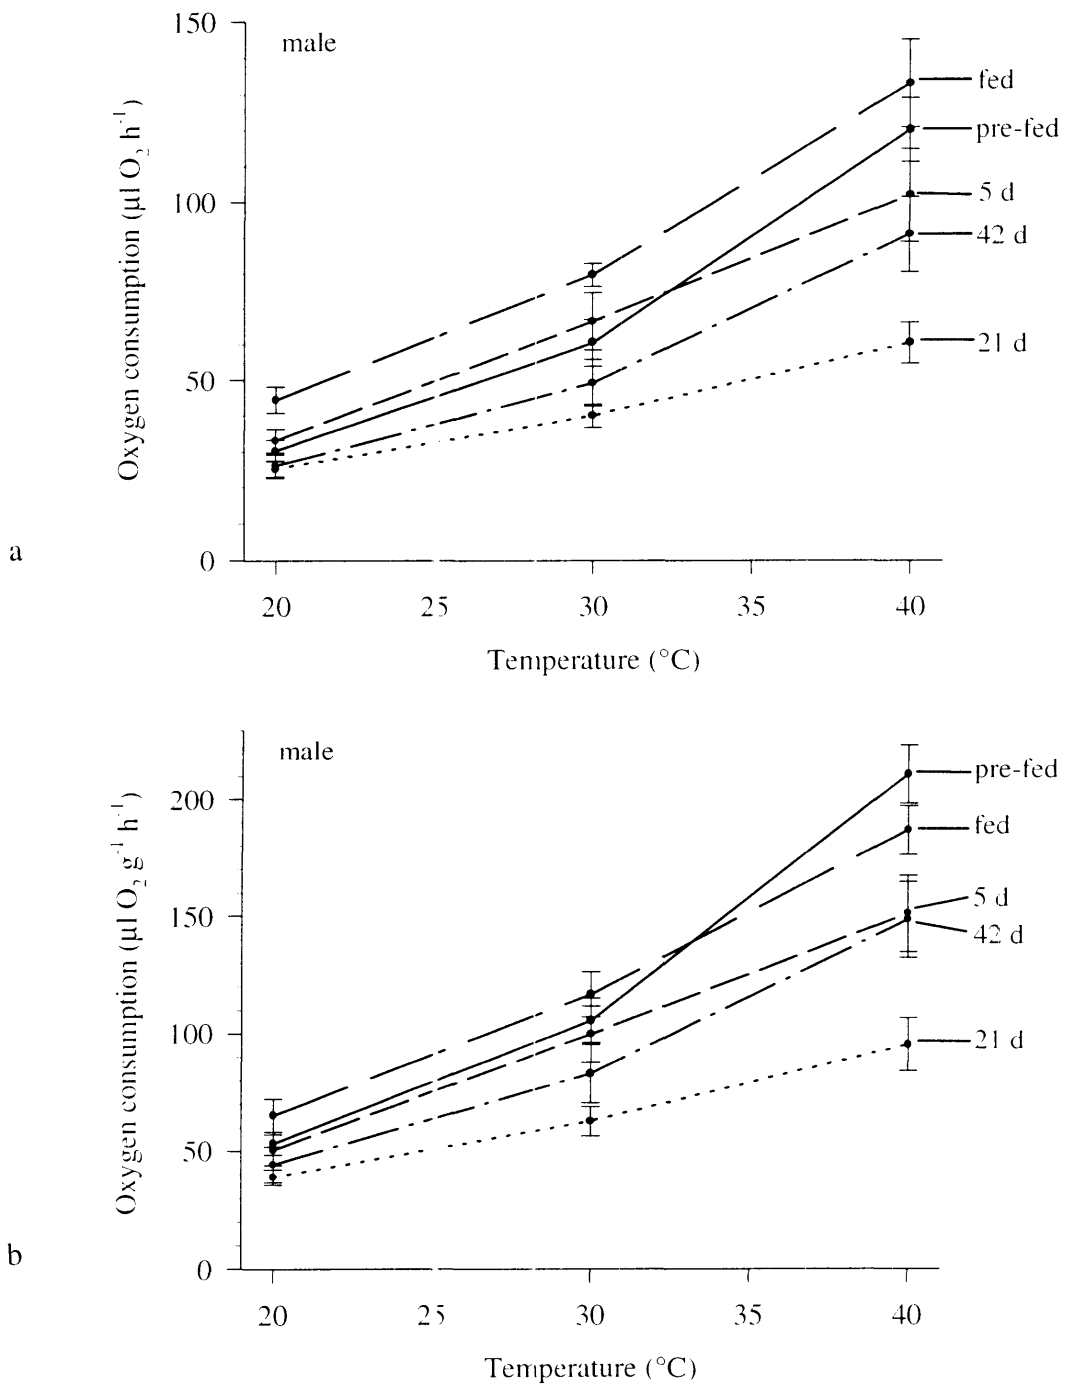 150
male
fed
pre-fed
100
5 d
42 d
50
21 d
0
20 25 30 35 40
Temperature (°C)
Oxygen consumption (µl O₂ h⁻¹)
a
male
pre-fed
200
fed
5 d
150
42 d
100
21 d
50
0
20 25 30 35 40
Temperature (°C)
Oxygen consumption (µl O₂ g⁻¹ h⁻¹)
b